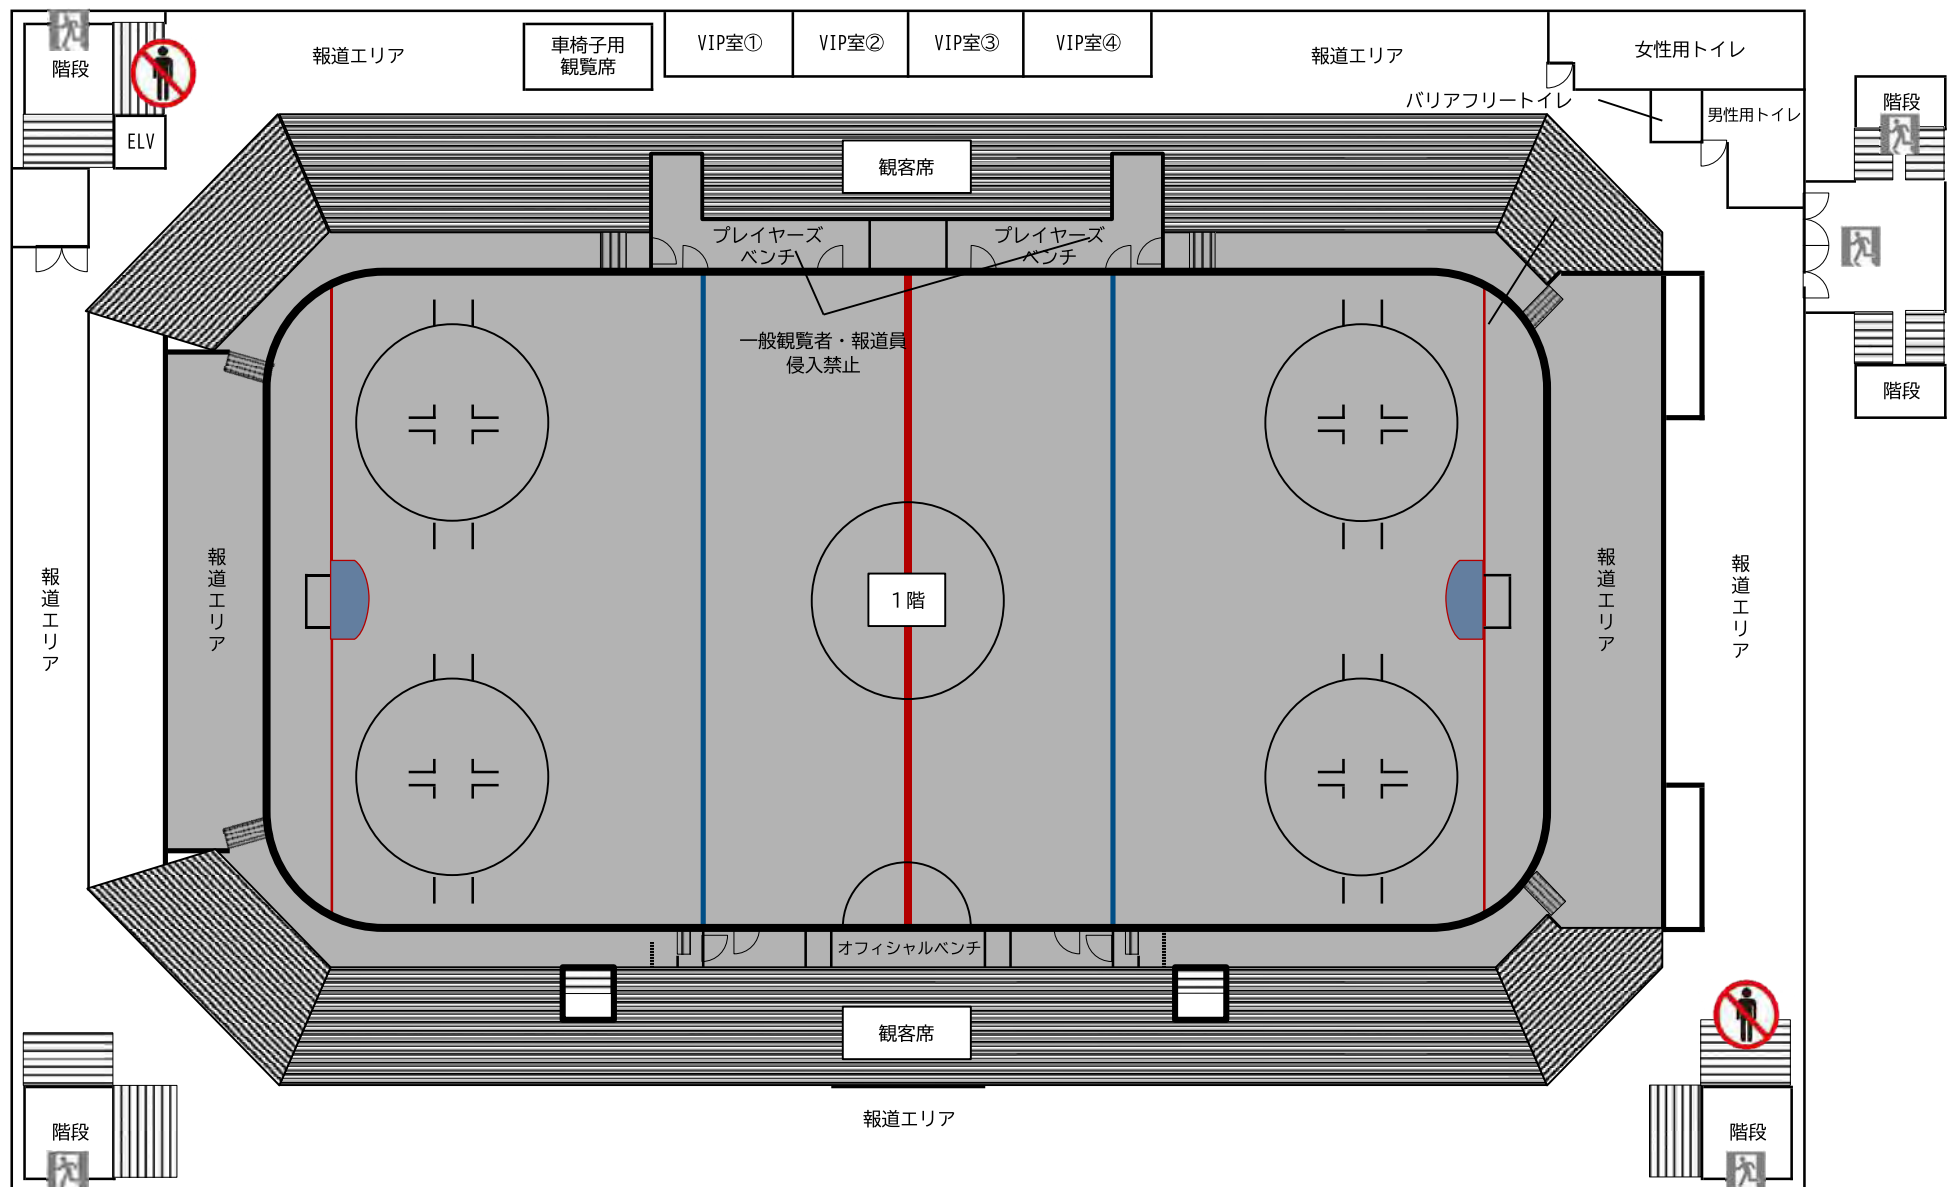 階段
ELV
報道エリア
車椅子用
観覧席
VIP室①
VIP室②
VIP室③
VIP室④
報道エリア
女性用トイレ
バリアフリートイレ
男性用トイレ
階段
観客席
プレイヤーズ
ベンチ
プレイヤーズ
ベンチ
一般観覧者・報道員
侵入禁止
階段
報道エリア
報道エリア
1階
報道エリア
報道エリア
オフィシャルベンチ
観客席
報道エリア
階段
階段